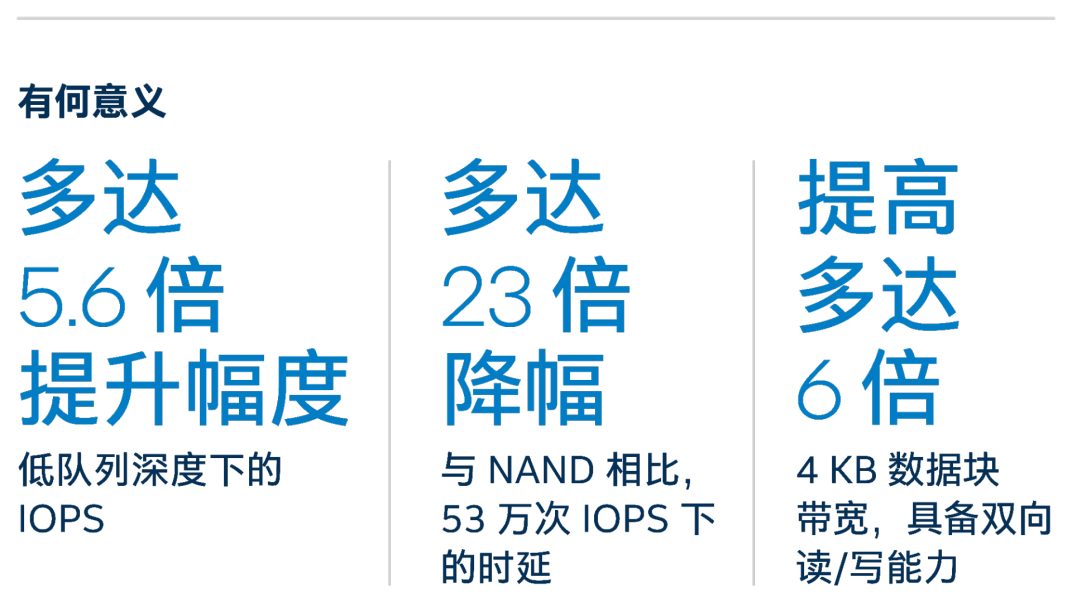 有何意义
多达
5.6 倍
提升幅度
低队列深度下的
IOPS
多达
23 倍
降幅
与 NAND 相比,
53 万次 IOPS 下
的时延
提高
多达
6 倍
4 KB 数据块
带宽，具备双向
读/写能力